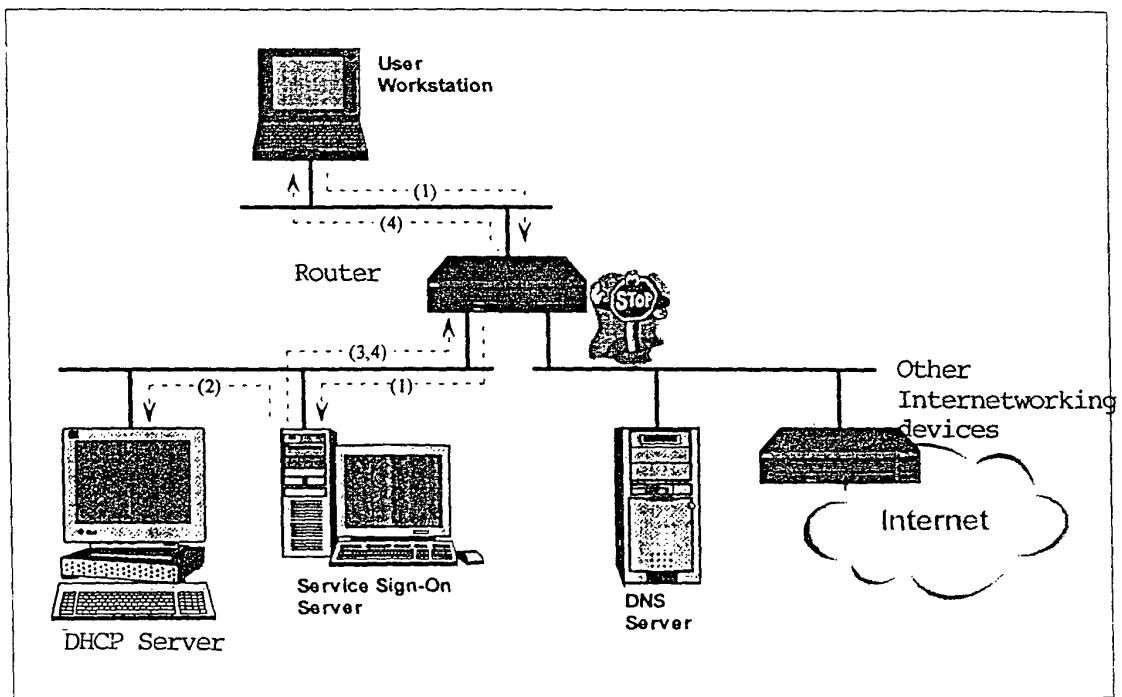 User
Workstation
(1)
(4)
Router
STOP
(3,4)
(1)
(2)
Other
Internetworking
devices
Internet
Service Sign-On
Server
DNS
Server
DHCP Server